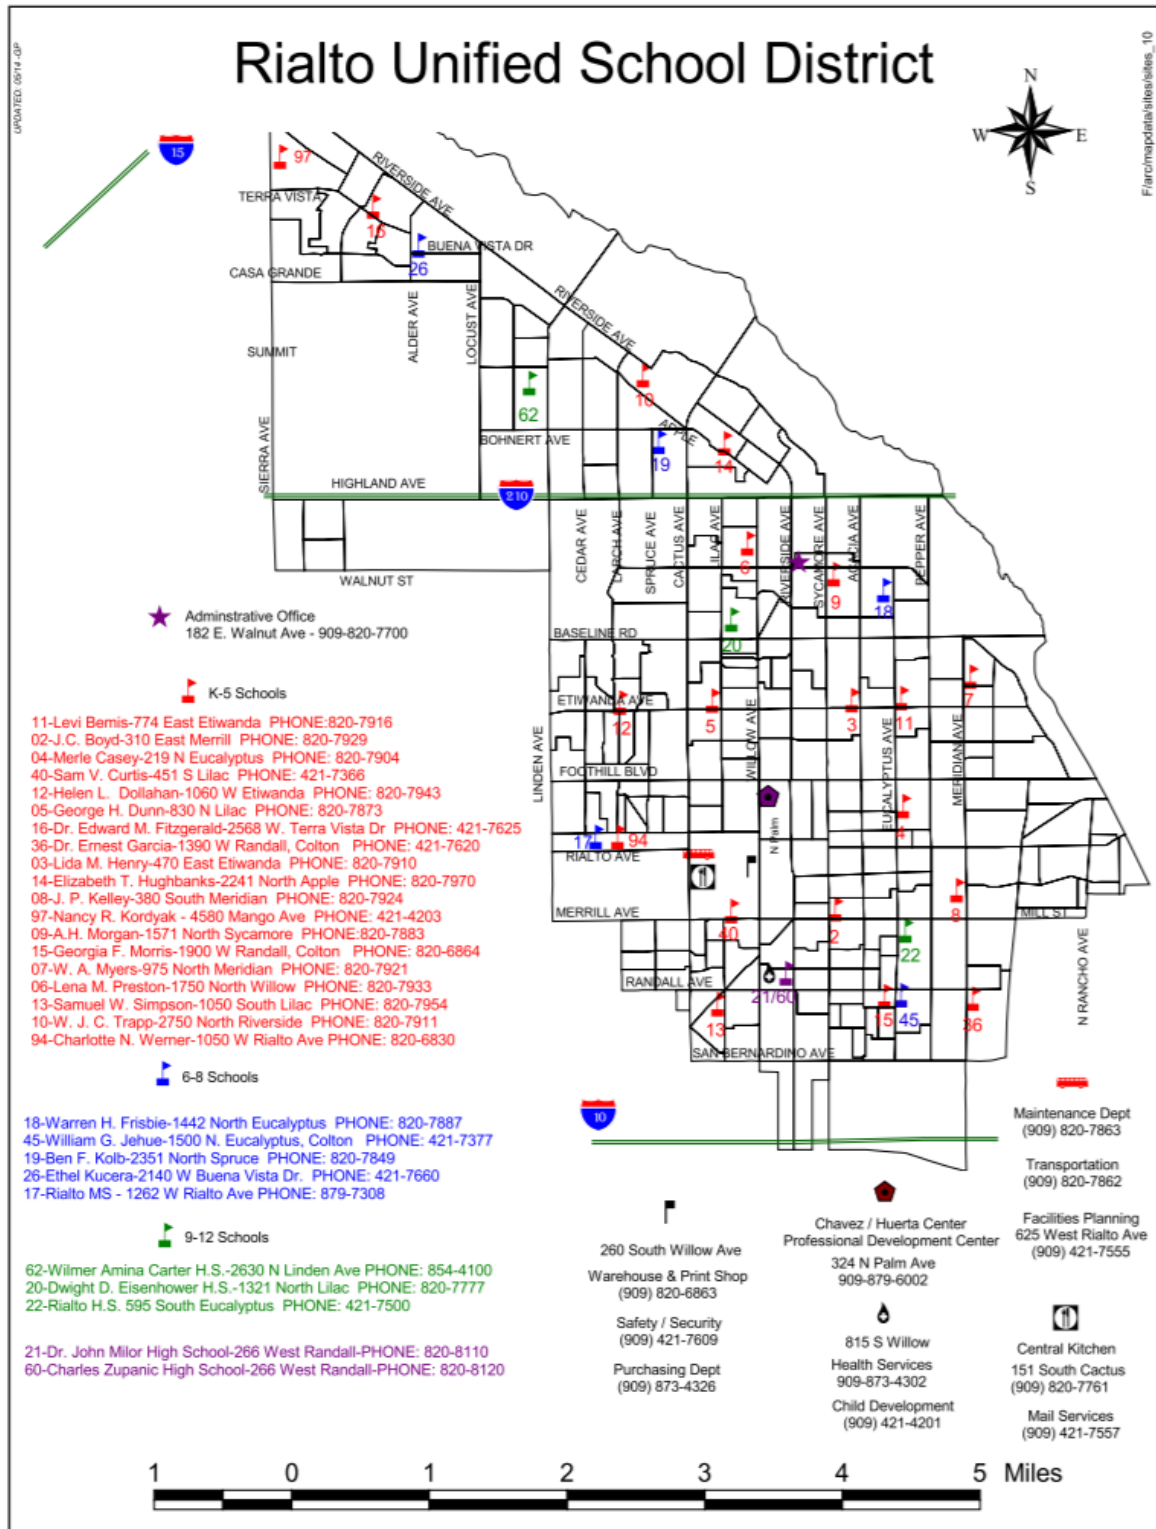 UPDATED: 05/14 -GP
Rialto Unified School District
F/arc/mapdata/sites/sites_10
N
W
E
S
15
97
RIVERSIDE AVE
TERRA VISTA
16
BUENA VISTA DR
26
CASA GRANDE
RIVERSIDE AVE
ALDER AVE
LOCUST AVE
SUMMIT
10
62
APPLE
BOHNERT AVE
19
14
SIERRA AVE
HIGHLAND AVE
210
CEDAR AVE
LARCH AVE
SPRUCE AVE
CACTUS AVE
LILAC AVE
RIVERSIDE AVE
SYCAMORE AVE
ACACIA AVE
PEPPER AVE
6
9
18
WALNUT ST
Adminstrative Office
182 E. Walnut Ave - 909-820-7700
BASELINE RD
20
K-5 Schools
ETIWANDA AVE
12
5
3
11
7
LINDEN AVE
WILLOW AVE
EUCALYPTUS AVE
MERIDIAN AVE
FOOTHILL BLVD
N Palm
4
17
94
RIALTO AVE
MERRILL AVE
40
2
8
MILL ST
22
RANDALL AVE
21/60
13
15
45
36
N RANCHO AVE
SAN BERNARDINO AVE
11-Levi Bemis-774 East Etiwanda PHONE:820-7916
02-J.C. Boyd-310 East Merrill PHONE: 820-7929
04-Merle Casey-219 N Eucalyptus PHONE: 820-7904
40-Sam V. Curtis-451 S Lilac PHONE: 421-7366
12-Helen L. Dollahan-1060 W Etiwanda PHONE: 820-7943
05-George H. Dunn-830 N Lilac PHONE: 820-7873
16-Dr. Edward M. Fitzgerald-2568 W. Terra Vista Dr PHONE: 421-7625
36-Dr. Ernest Garcia-1390 W Randall, Colton PHONE: 421-7620
03-Lida M. Henry-470 East Etiwanda PHONE: 820-7910
14-Elizabeth T. Hughbanks-2241 North Apple PHONE: 820-7970
08-J. P. Kelley-380 South Meridian PHONE: 820-7924
97-Nancy R. Kordyak - 4580 Mango Ave PHONE: 421-4203
09-A.H. Morgan-1571 North Sycamore PHONE:820-7883
15-Georgia F. Morris-1900 W Randall, Colton PHONE: 820-6864
07-W. A. Myers-975 North Meridian PHONE: 820-7921
06-Lena M. Preston-1750 North Willow PHONE: 820-7933
13-Samuel W. Simpson-1050 South Lilac PHONE: 820-7954
10-W. J. C. Trapp-2750 North Riverside PHONE: 820-7911
94-Charlotte N. Werner-1050 W Rialto Ave PHONE: 820-6830
6-8 Schools
18-Warren H. Frisbie-1442 North Eucalyptus PHONE: 820-7887
45-William G. Jehue-1500 N. Eucalyptus, Colton PHONE: 421-7377
19-Ben F. Kolb-2351 North Spruce PHONE: 820-7849
26-Ethel Kucera-2140 W Buena Vista Dr. PHONE: 421-7660
17-Rialto MS - 1262 W Rialto Ave PHONE: 879-7308
9-12 Schools
62-Wilmer Amina Carter H.S.-2630 N Linden Ave PHONE: 854-4100
20-Dwight D. Eisenhower H.S.-1321 North Lilac PHONE: 820-7777
22-Rialto H.S. 595 South Eucalyptus PHONE: 421-7500
21-Dr. John Milor High School-266 West Randall-PHONE: 820-8110
60-Charles Zupanic High School-266 West Randall-PHONE: 820-8120
10
260 South Willow Ave
Warehouse & Print Shop
(909) 820-6863
Safety / Security
(909) 421-7609
Purchasing Dept
(909) 873-4326
Chavez / Huerta Center
Professional Development Center
324 N Palm Ave
909-879-6002
815 S Willow
Health Services
909-873-4302
Child Development
(909) 421-4201
Maintenance Dept
(909) 820-7863
Transportation
(909) 820-7862
Facilities Planning
625 West Rialto Ave
(909) 421-7555
Central Kitchen
151 South Cactus
(909) 820-7761
Mail Services
(909) 421-7557
1 0 1 2 3 4 5 Miles